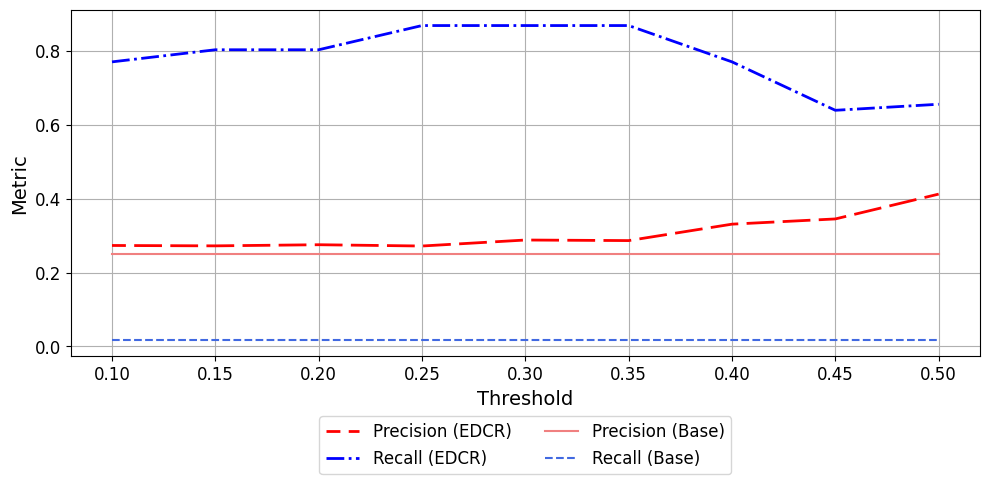 Metric
0.8
0.6
0.4
0.2
0.0
0.10 0.15 0.20 0.25 0.30 0.35 0.40 0.45 0.50
Threshold
Precision (EDCR) Precision (Base)
Recall (EDCR) Recall (Base)